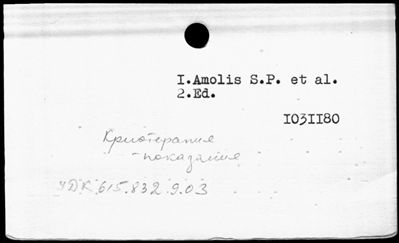 I.Amolis S.P. et al.
2.Ed.
I03II80
Криотерапия
- показания
УДК 615.832.9.03